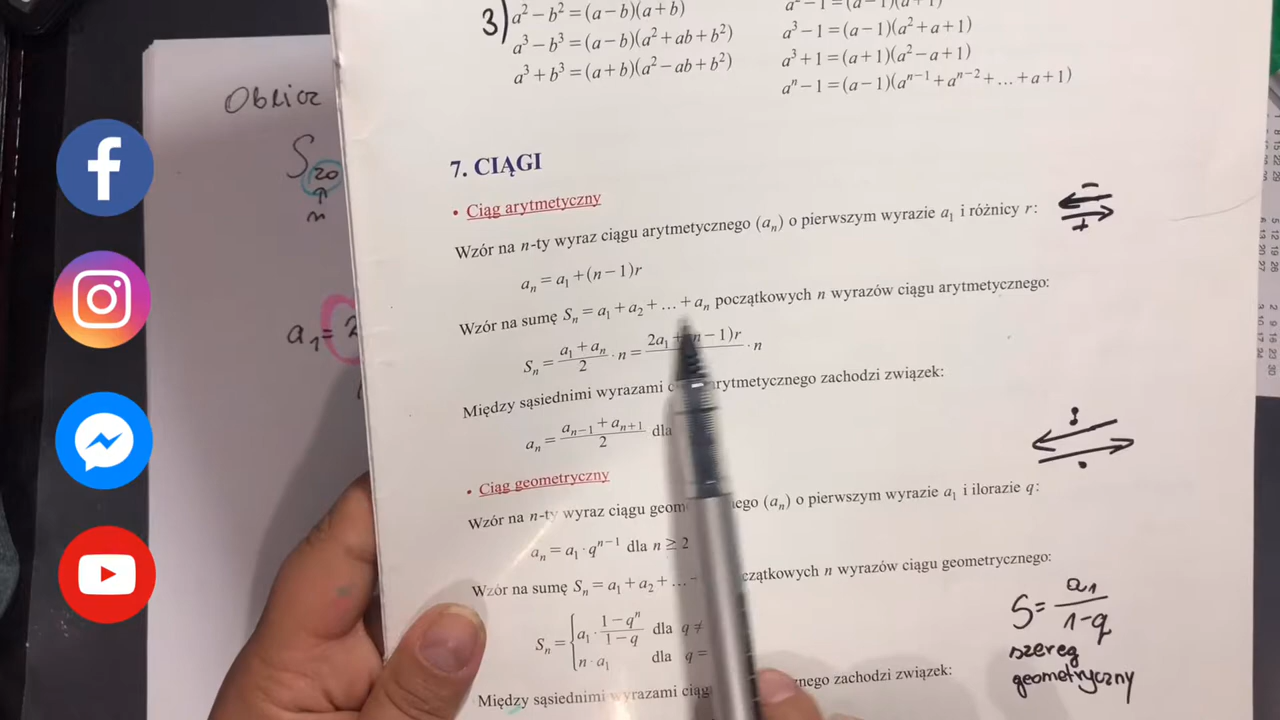 3) a² − b² = (a − b)(a + b)
a³ − b³ = (a − b)(a² + ab + b²)
a³ + b³ = (a + b)(a² − ab + b²)
a² − 1 = (a − 1)(a + 1)
a³ − 1 = (a − 1)(a² + a + 1)
a³ + 1 = (a + 1)(a² − a + 1)
aⁿ − 1 = (a − 1)(aⁿ⁻¹ + aⁿ⁻² + … + a + 1)
Oblicz
S₂₀
n
a₁ = 2
7. CIĄGI
• Ciąg arytmetyczny
Wzór na n-ty wyraz ciągu arytmetycznego (aₙ) o pierwszym wyrazie a₁ i różnicy r:
−
+
aₙ = a₁ + (n − 1)r
Wzór na sumę Sₙ = a₁ + a₂ + … + aₙ początkowych n wyrazów ciągu arytmetycznego:
Sₙ = (a₁ + aₙ)/2 · n = 2a₁ + n − 1)r · n
Między sąsiednimi wyrazami arytmetycznego zachodzi związek:
aₙ = (aₙ₋₁ + aₙ₊₁)/2 dla
:
·
• Ciąg geometryczny
Wzór na n-ty wyraz ciągu (aₙ) o pierwszym wyrazie a₁ i ilorazie q:
aₙ = a₁ · qⁿ⁻¹ dla n ≥ 2
Wzór na sumę Sₙ = a₁ + a₂ + … n wyrazów ciągu geometrycznego:
Sₙ = { a₁ · (1 − qⁿ)/(1 − q) dla q ≠
n · a₁ dla q =
S = a₁/(1−q)
szereg
geometryczny
Między sąsiednimi wyrazami zachodzi związek: